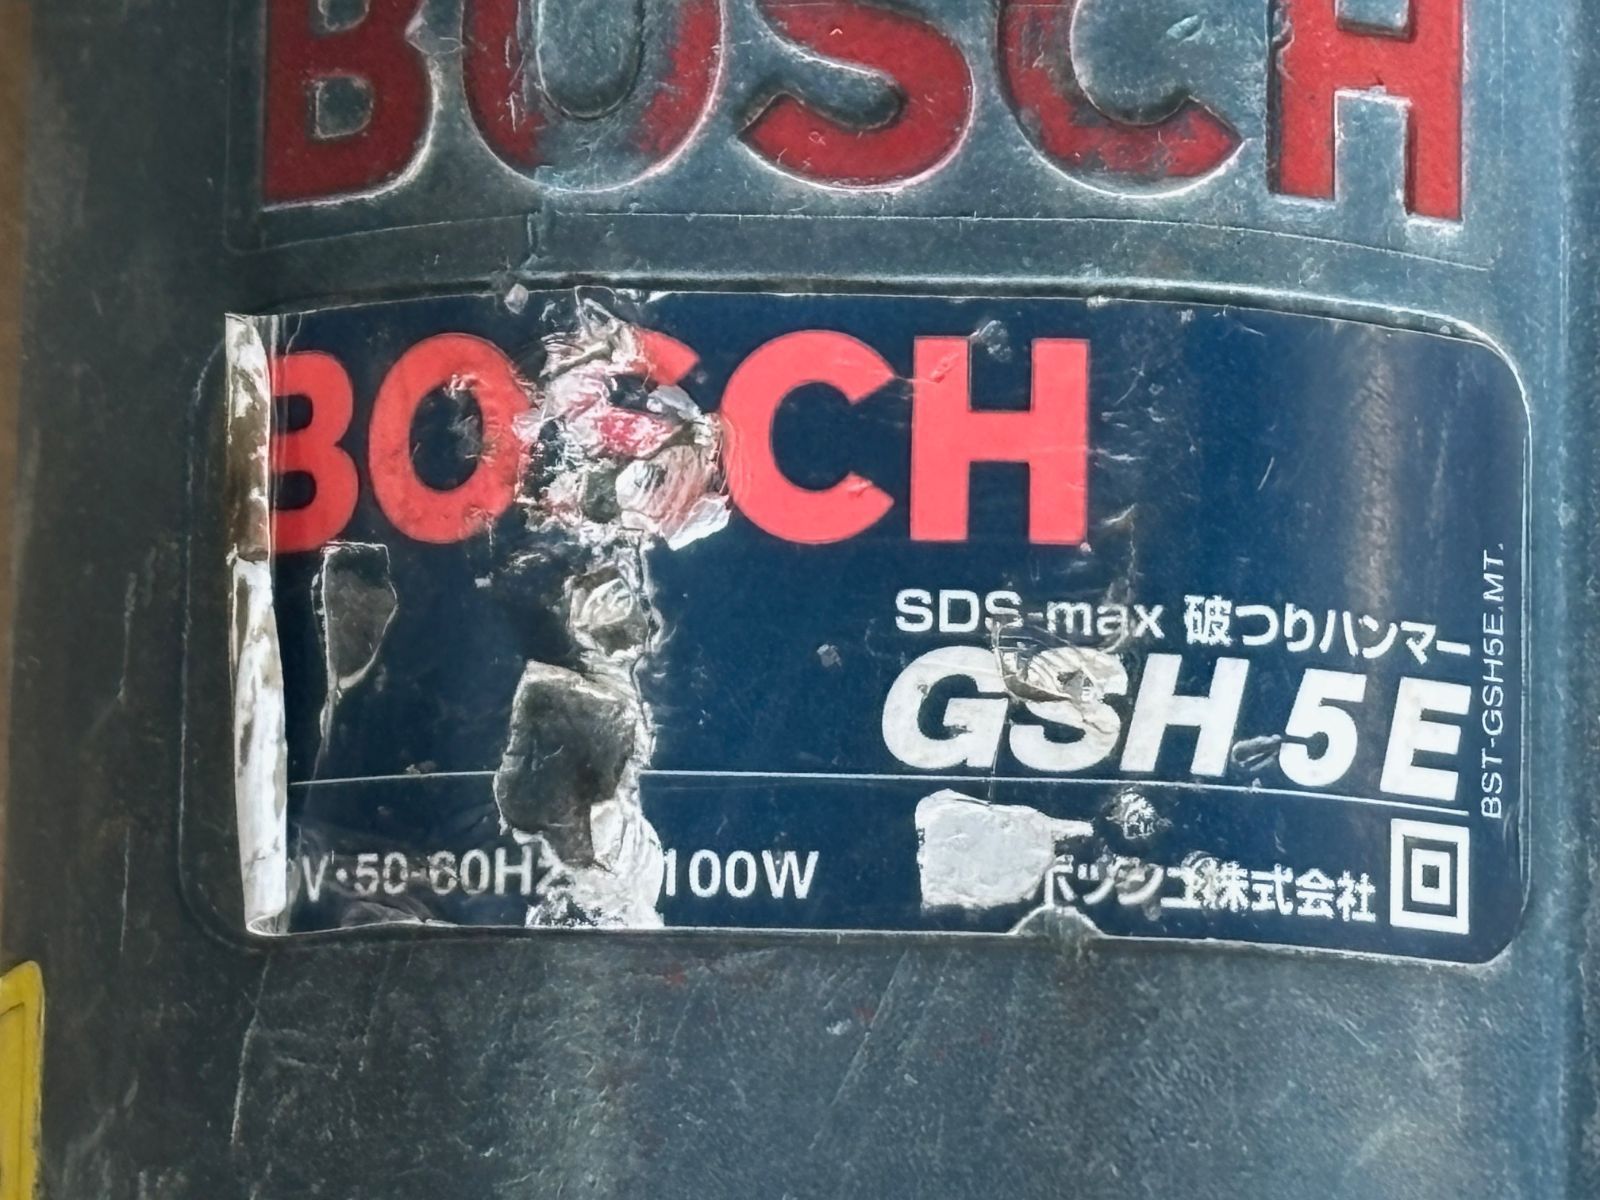 BOSCH
BOSCH
SDS-max 破つりハンマー
GSH 5E
BST-GSH5E.MT.
V・50-60Hz 100W
ボッシュ株式会社